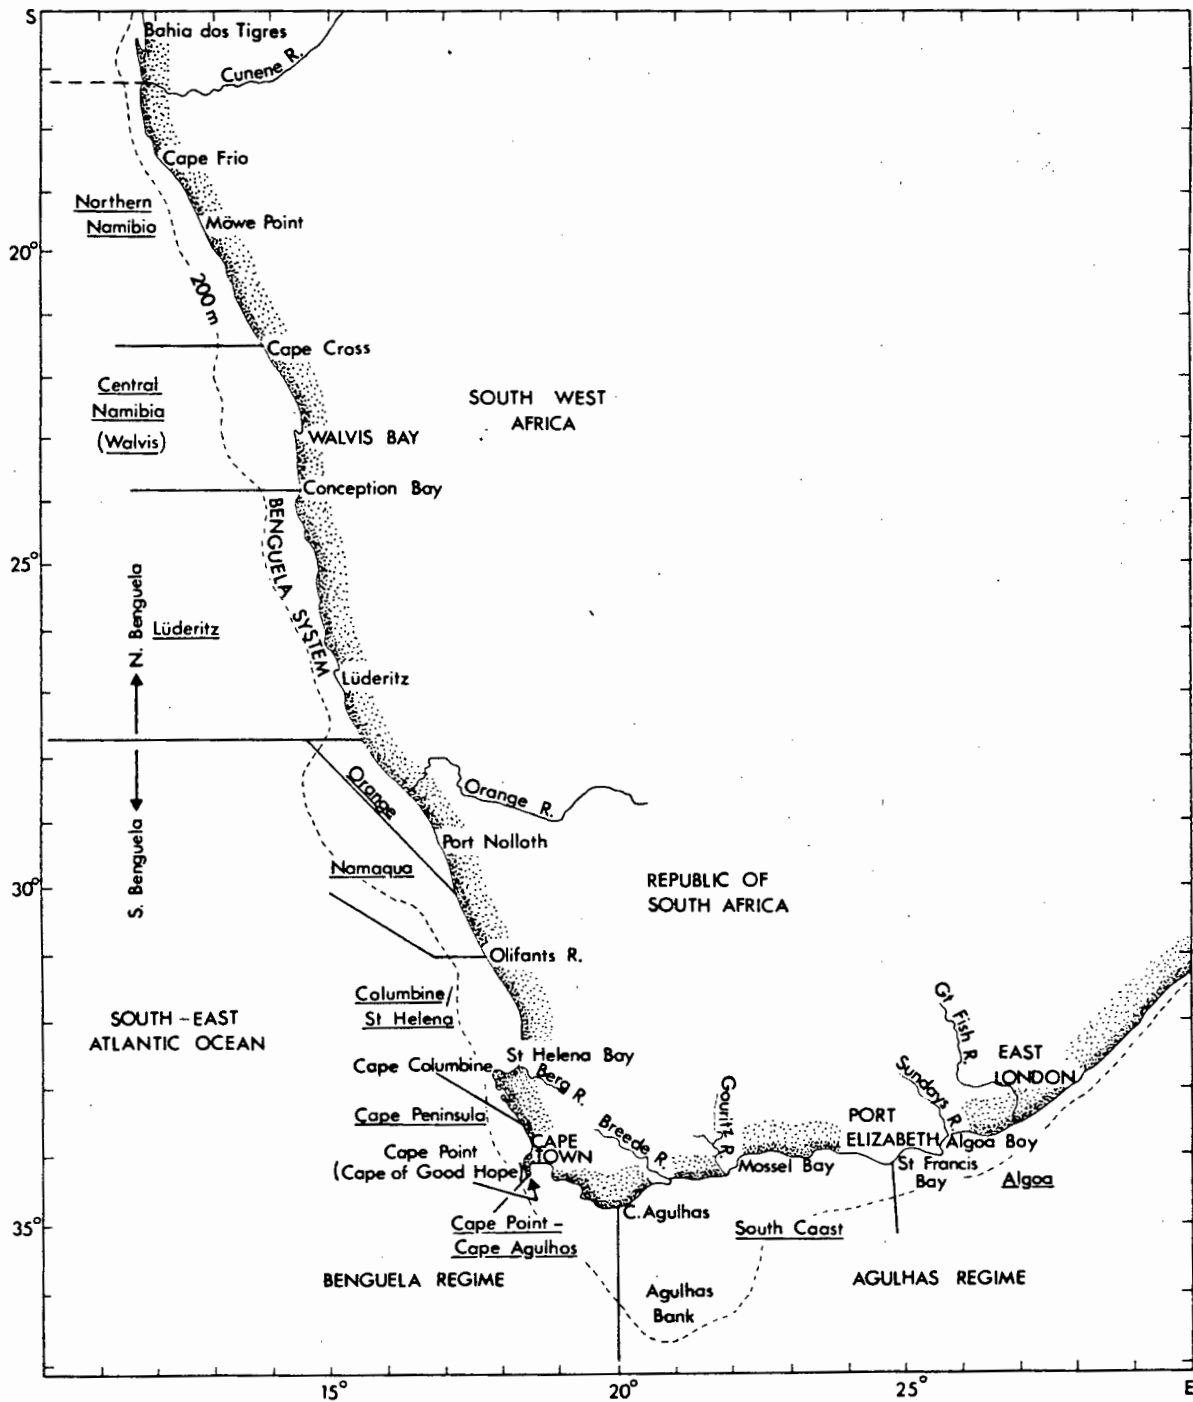 S
Bahia dos Tigres
Cunene R.
Cape Frio
Northern
Namibio
Möwe Point
20°
200m
Cape Cross
Central
Namibia
(Walvis)
SOUTH WEST
AFRICA
WALVIS BAY
Conception Bay
BENGUELA SYSTEM
25°
N. Benguela
Lüderitz
Lüderitz
Orange
Orange R.
S. Benguela
Port Nolloth
Namaqua
30°
REPUBLIC OF
SOUTH AFRICA
Olifants R.
Columbine/
St Helena
SOUTH-EAST
ATLANTIC OCEAN
Gt. Fish R.
EAST
LONDON
St Helena Bay
Cape Columbine
Berg R.
Sundays R.
Gouritz R.
Cape Peninsula
Breede R.
PORT
ELIZABETH
Algoa Bay
CAPE
TOWN
Cape Point
(Cape of Good Hope)
Mossel Bay
St Francis
Bay
Algoa
C. Agulhas
Cape Point-
Cape Agulhos
South Caast
35°
BENGUELA REGIME
Agulhas
Bank
AGULHAS REGIME
15°
20°
25°
E